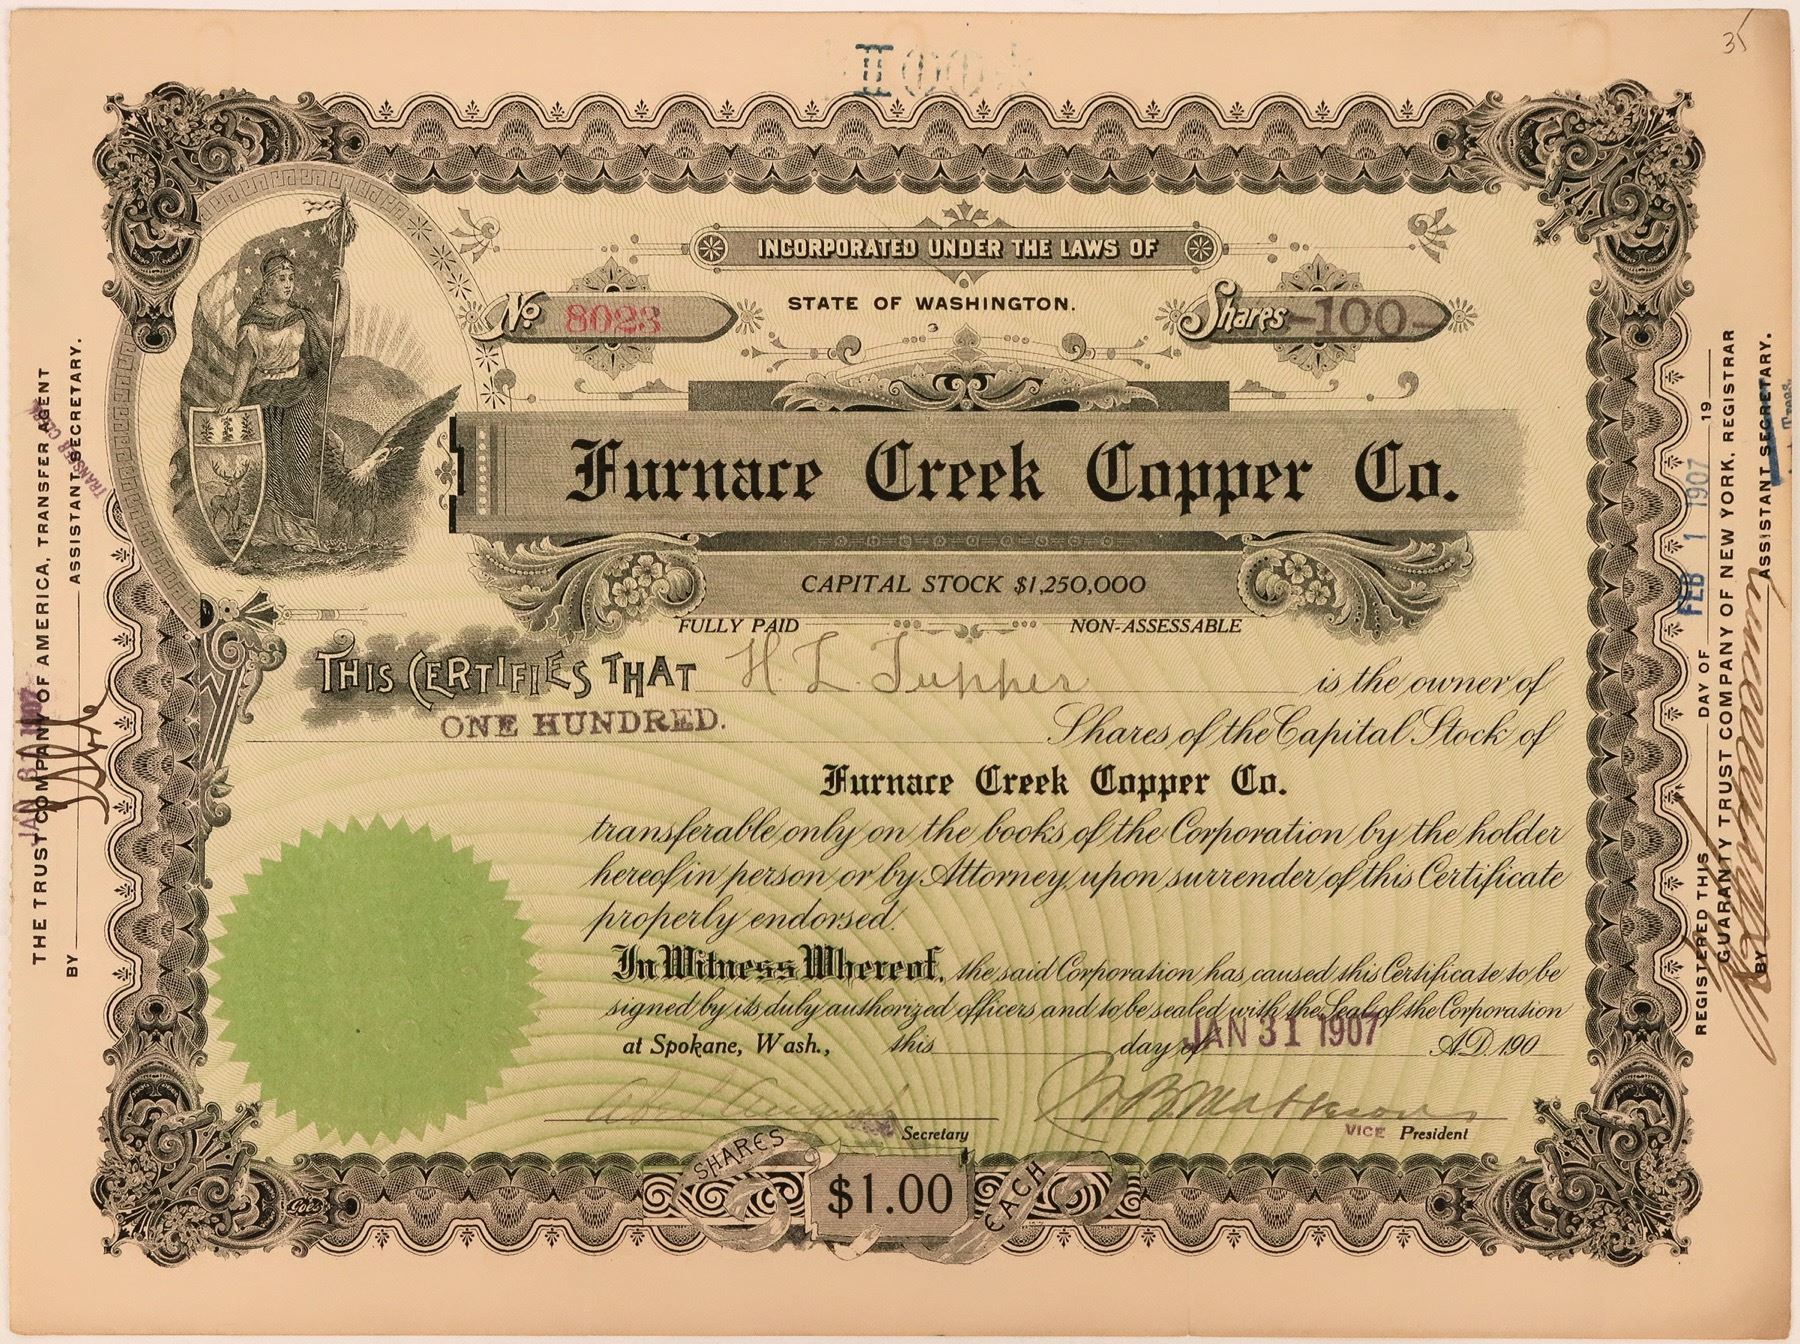 35
INCORPORATED UNDER THE LAWS OF
STATE OF WASHINGTON.
No 8023
Shares -100-
Furnace Creek Copper Co.
CAPITAL STOCK $1,250,000
FULLY PAID NON-ASSESSABLE
THIS CERTIFIES THAT H. L. Tupper is the owner of
ONE HUNDRED. Shares of the Capital Stock of
Furnace Creek Copper Co.
transferable only on the books of the Corporation by the holder
hereof in person or by Attorney, upon surrender of this Certificate
properly endorsed.
In Witness Whereof, the said Corporation has caused this Certificate to be
signed by its duly authorized officers and to be sealed with the Seal of the Corporation
at Spokane, Wash., this day of JAN 31 1907 A.D. 190
Secretary
VICE President
SHARES $1.00 EACH
Goes
THE TRUST COMPANY OF AMERICA, TRANSFER AGENT
BY ASSISTANT SECRETARY.
JAN 31 1907
REGISTERED THIS DAY OF FEB 1 1907 19
GUARANTY TRUST COMPANY OF NEW YORK, REGISTRAR
BY ASSISTANT SECRETARY.